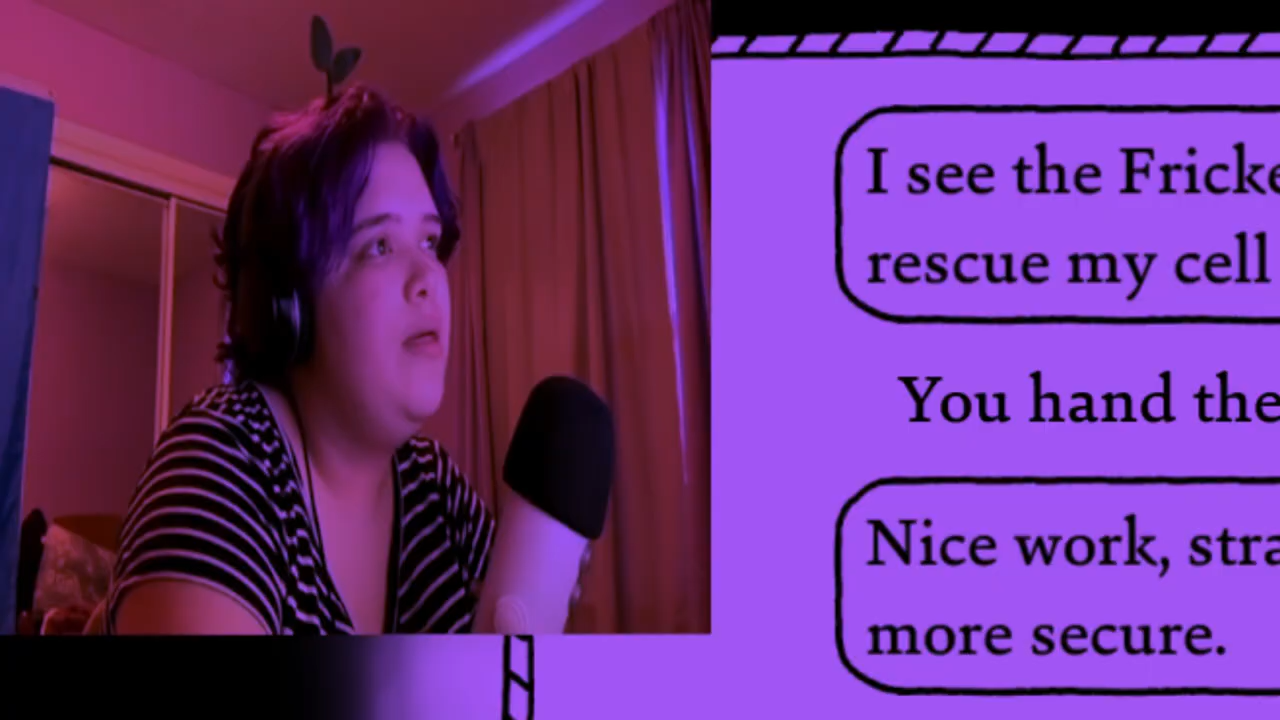 I see the Fricke
rescue my cell
You hand the
Nice work, stra
more secure.